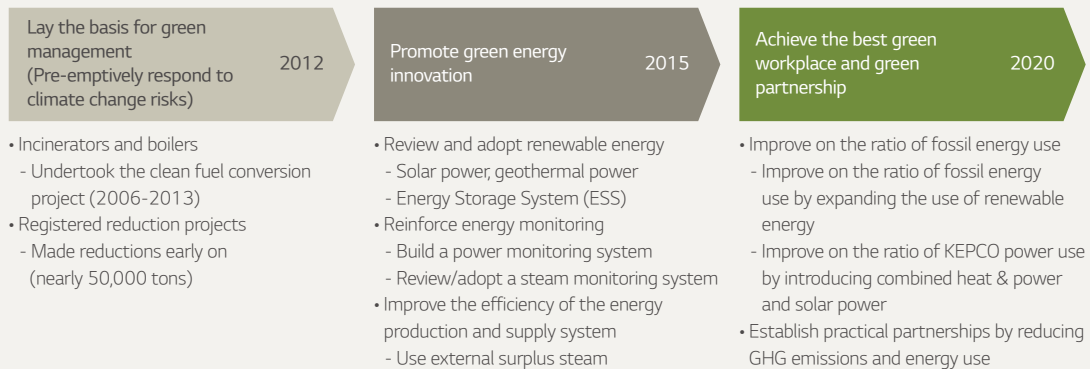 Lay the basis for green
management
(Pre-emptively respond to
climate change risks)
2012
• Incinerators and boilers
- Undertook the clean fuel conversion
project (2006-2013)
• Registered reduction projects
- Made reductions early on
(nearly 50,000 tons)
Promote green energy
innovation
2015
• Review and adopt renewable energy
- Solar power, geothermal power
- Energy Storage System (ESS)
• Reinforce energy monitoring
- Build a power monitoring system
- Review/adopt a steam monitoring system
• Improve the efficiency of the energy
production and supply system
- Use external surplus steam
Achieve the best green
workplace and green
partnership
2020
• Improve on the ratio of fossil energy use
- Improve on the ratio of fossil energy
use by expanding the use of renewable
energy
- Improve on the ratio of KEPCO power use
by introducing combined heat & power
and solar power
• Establish practical partnerships by reducing
GHG emissions and energy use